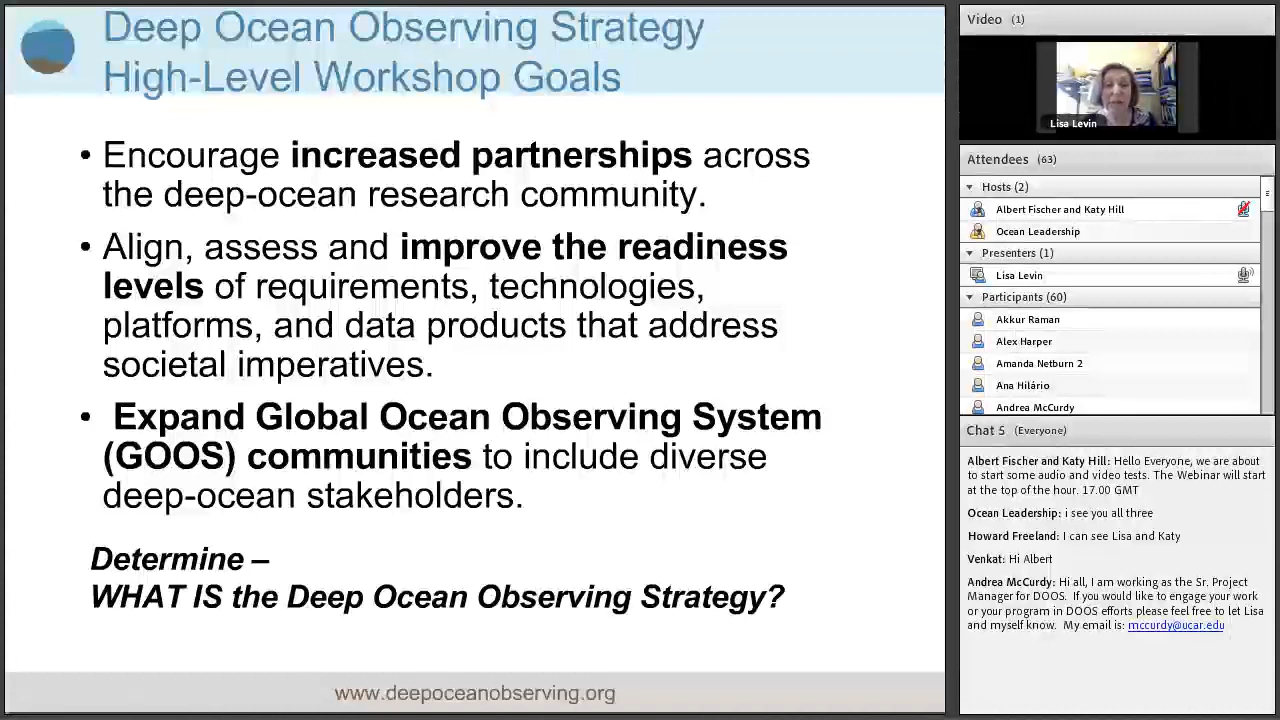 Deep Ocean Observing Strategy
High-Level Workshop Goals
• Encourage increased partnerships across
the deep-ocean research community.
• Align, assess and improve the readiness
levels of requirements, technologies,
platforms, and data products that address
societal imperatives.
• Expand Global Ocean Observing System
(GOOS) communities to include diverse
deep-ocean stakeholders.
Determine –
WHAT IS the Deep Ocean Observing Strategy?
www.deepoceanobserving.org
Video (1)
Lisa Levin
Attendees (63)
Hosts (2)
Albert Fischer and Katy Hill
Ocean Leadership
Presenters (1)
Lisa Levin
Participants (60)
Akkur Raman
Alex Harper
Amanda Netburn 2
Ana Hilário
Andrea McCurdy
Chat 5 (Everyone)
Albert Fischer and Katy Hill: Hello Everyone, we are about
to start some audio and video tests. The Webinar will start
at the top of the hour. 17.00 GMT
Ocean Leadership: i see you all three
Howard Freeland: I can see Lisa and Katy
Venkat: Hi Albert
Andrea McCurdy: Hi all, I am working as the Sr. Project
Manager for DOOS. If you would like to engage your work
or your program in DOOS efforts please feel free to let Lisa
and myself know. My email is: mccurdy@ucar.edu